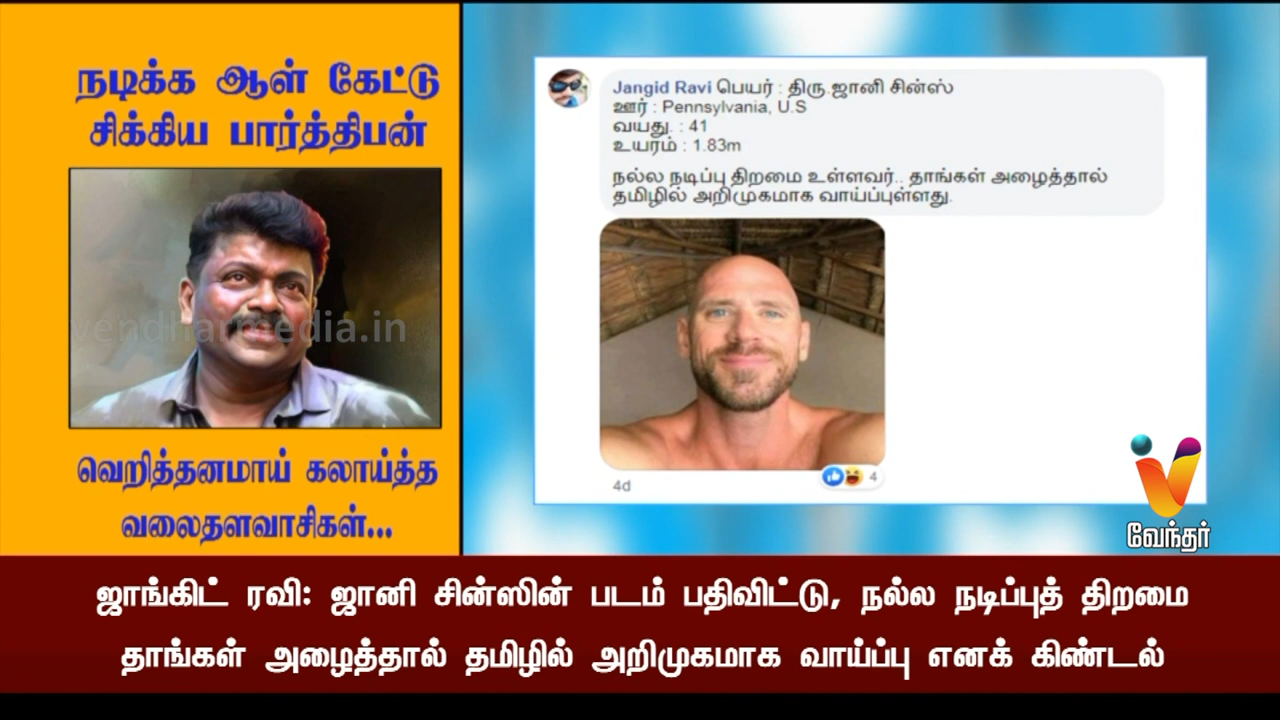 நடிக்க ஆள் கேட்டு
சிக்கிய பார்த்திபன்
vendharmedia.in
வெறித்தனமாய் கலாய்த்த
வலைதளவாசிகள்...
Jangid Ravi பெயர் : திரு.ஜானி சின்ஸ்
ஊர் : Pennsylvania, U.S
வயது. : 41
உயரம் : 1.83m
நல்ல நடிப்பு திறமை உள்ளவர்.. தாங்கள் அழைத்தால்
தமிழில் அறிமுகமாக வாய்ப்புள்ளது.
4
4d
வேந்தர்
ஜாங்கிட் ரவி: ஜானி சின்ஸின் படம் பதிவிட்டு, நல்ல நடிப்புத் திறமை
தாங்கள் அழைத்தால் தமிழில் அறிமுகமாக வாய்ப்பு எனக் கிண்டல்